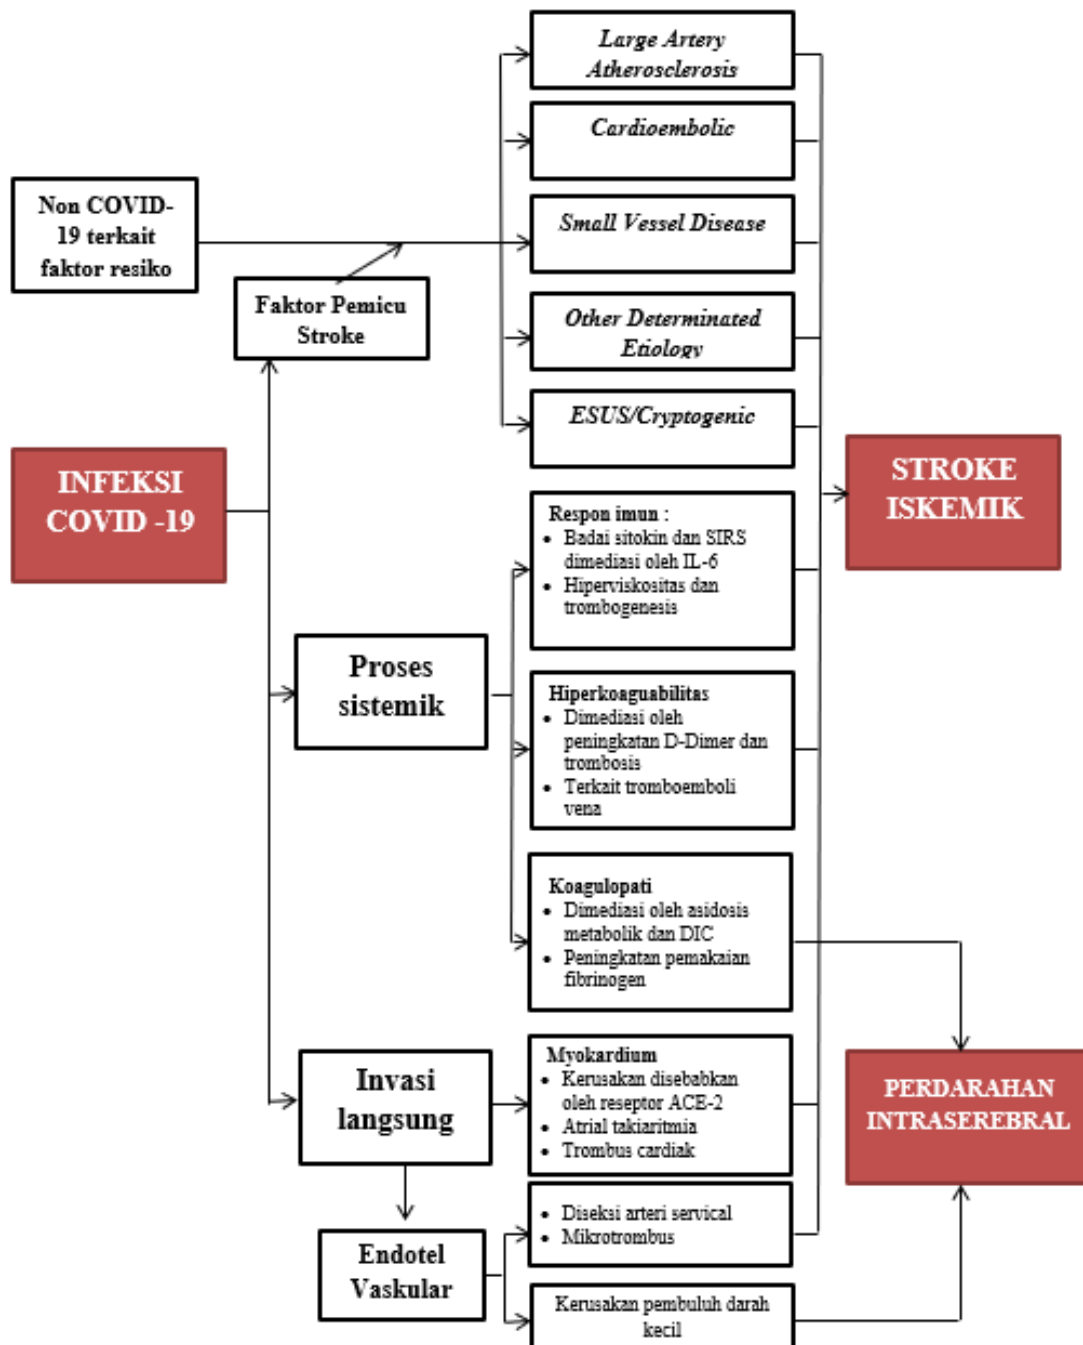 Large Artery
Atherosclerosis
Cardioembolic
Non COVID-
19 terkait
faktor resiko
Small Vessel Disease
Faktor Pemicu
Stroke
Other Determinated
Etiology
ESUS/Cryptogenic
INFEKSI
COVID -19
STROKE
ISKEMIK
Respon imun :
• Badai sitokin dan SIRS
dimediasi oleh IL-6
• Hiperviskositas dan
trombogenesis
Proses
sistemik
Hiperkoaguabilitas
• Dimediasi oleh
peningkatan D-Dimer dan
trombosis
• Terkait tromboemboli
vena
Koagulopati
• Dimediasi oleh asidosis
metabolik dan DIC
• Peningkatan pemakaian
fibrinogen
Invasi
langsung
Myokardium
• Kerusakan disebabkan
oleh reseptor ACE-2
• Atrial takiaritmia
• Trombus cardiak
PERDARAHAN
INTRASEREBRAL
Endotel
Vaskular
• Diseksi arteri servical
• Mikrotrombus
Kerusakan pembuluh darah
kecil